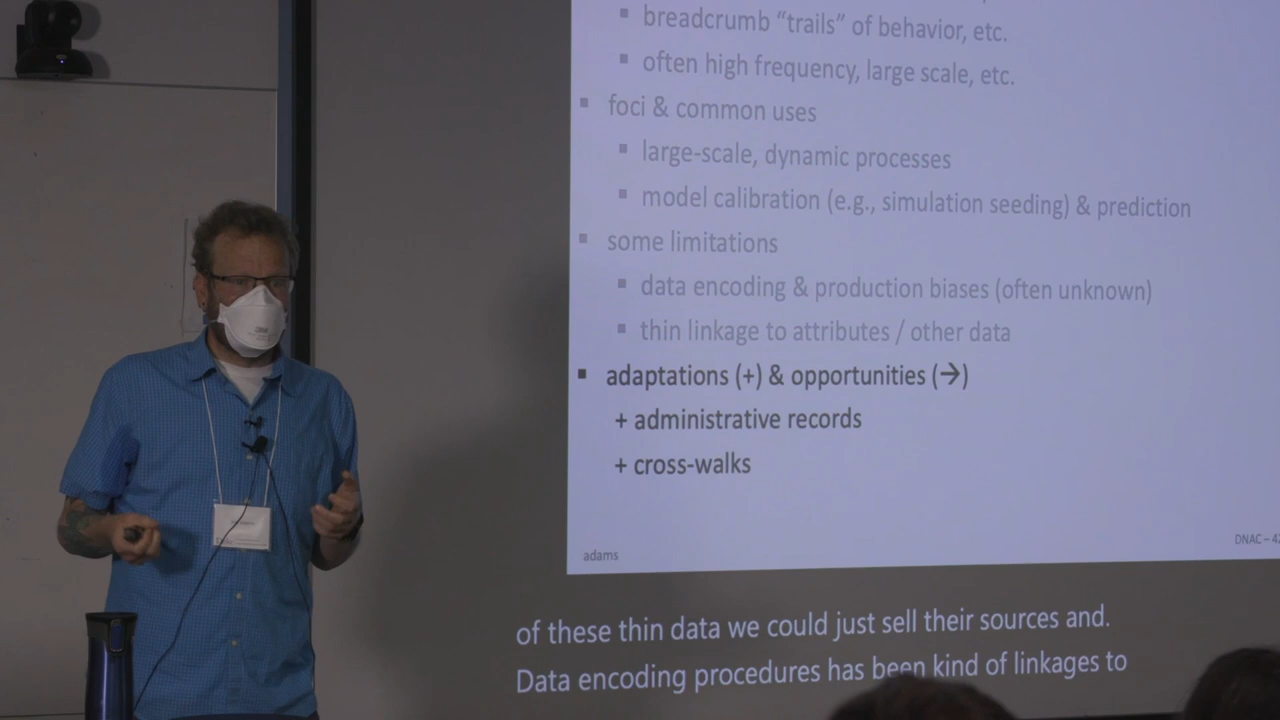 breadcrumb “trails” of behavior, etc.
often high frequency, large scale, etc.
foci & common uses
large-scale, dynamic processes
model calibration (e.g., simulation seeding) & prediction
some limitations
data encoding & production biases (often unknown)
thin linkage to attributes / other data
adaptations (+) & opportunities (→)
+ administrative records
+ cross-walks
adams
DNAC – 42
of these thin data we could just sell their sources and.
Data encoding procedures has been kind of linkages to